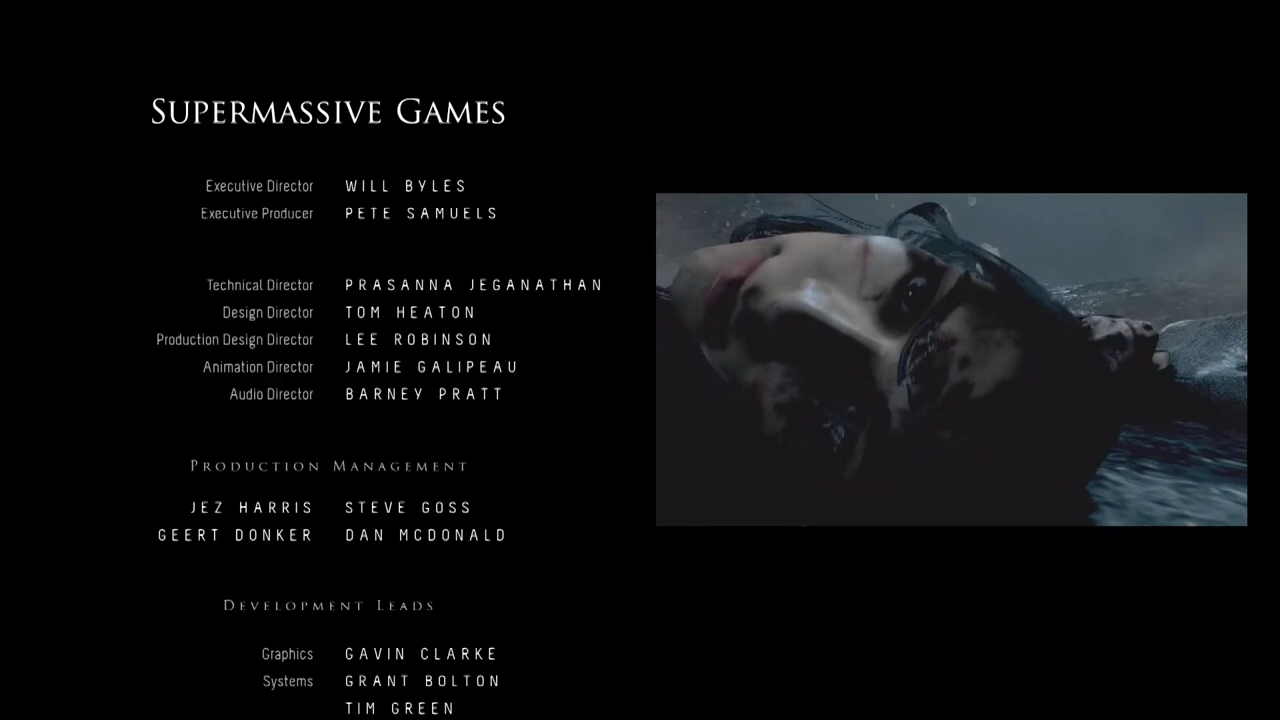 SUPERMASSIVE GAMES
Executive Director WILL BYLES
Executive Producer PETE SAMUELS
Technical Director PRASANNA JEGANATHAN
Design Director TOM HEATON
Production Design Director LEE ROBINSON
Animation Director JAMIE GALIPEAU
Audio Director BARNEY PRATT
PRODUCTION MANAGEMENT
JEZ HARRIS STEVE GOSS
GEERT DONKER DAN MCDONALD
DEVELOPMENT LEADS
Graphics GAVIN CLARKE
Systems GRANT BOLTON
TIM GREEN